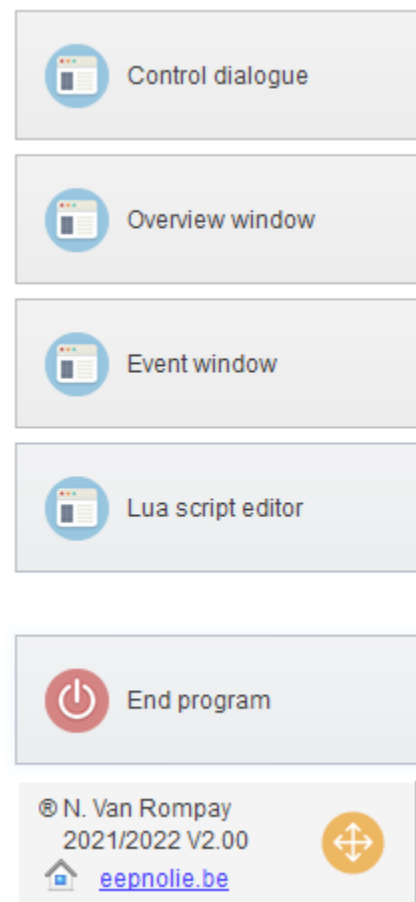 Control dialogue
Overview window
Event window
Lua script editor
End program
® N. Van Rompay
2021/2022 V2.00
eepnolie.be